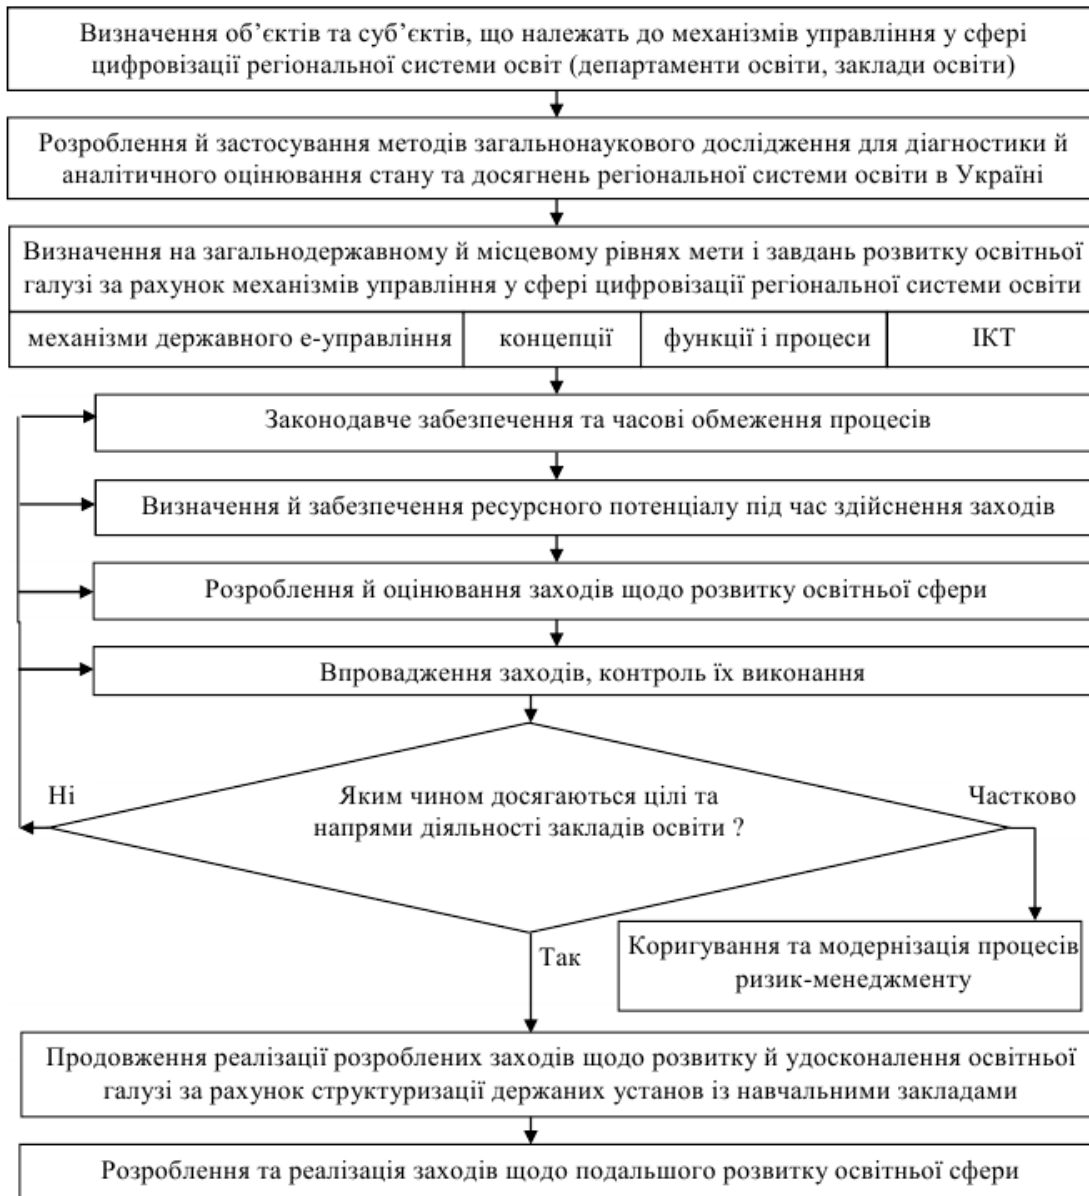 Визначення об’єктів та суб’єктів, що належать до механізмів управління у сфері
цифровізації регіональної системи освіт (департаменти освіти, заклади освіти)
Розроблення й застосування методів загальнонаукового дослідження для діагностики й
аналітичного оцінювання стану та досягнень регіональної системи освіти в Україні
Визначення на загальнодержавному й місцевому рівнях мети і завдань розвитку освітньої
галузі за рахунок механізмів управління у сфері цифровізації регіональної системи освіти
механізми державного е-управління
концепції
функції і процеси
ІКТ
Законодавче забезпечення та часові обмеження процесів
Визначення й забезпечення ресурсного потенціалу під час здійснення заходів
Розроблення й оцінювання заходів щодо розвитку освітньої сфери
Впровадження заходів, контроль їх виконання
Ні
Яким чином досягаються цілі та
напрями діяльності закладів освіти ?
Частково
Так
Коригування та модернізація процесів
ризик-менеджменту
Продовження реалізації розроблених заходів щодо розвитку й удосконалення освітньої
галузі за рахунок структуризації держаних установ із навчальними закладами
Розроблення та реалізація заходів щодо подальшого розвитку освітньої сфери